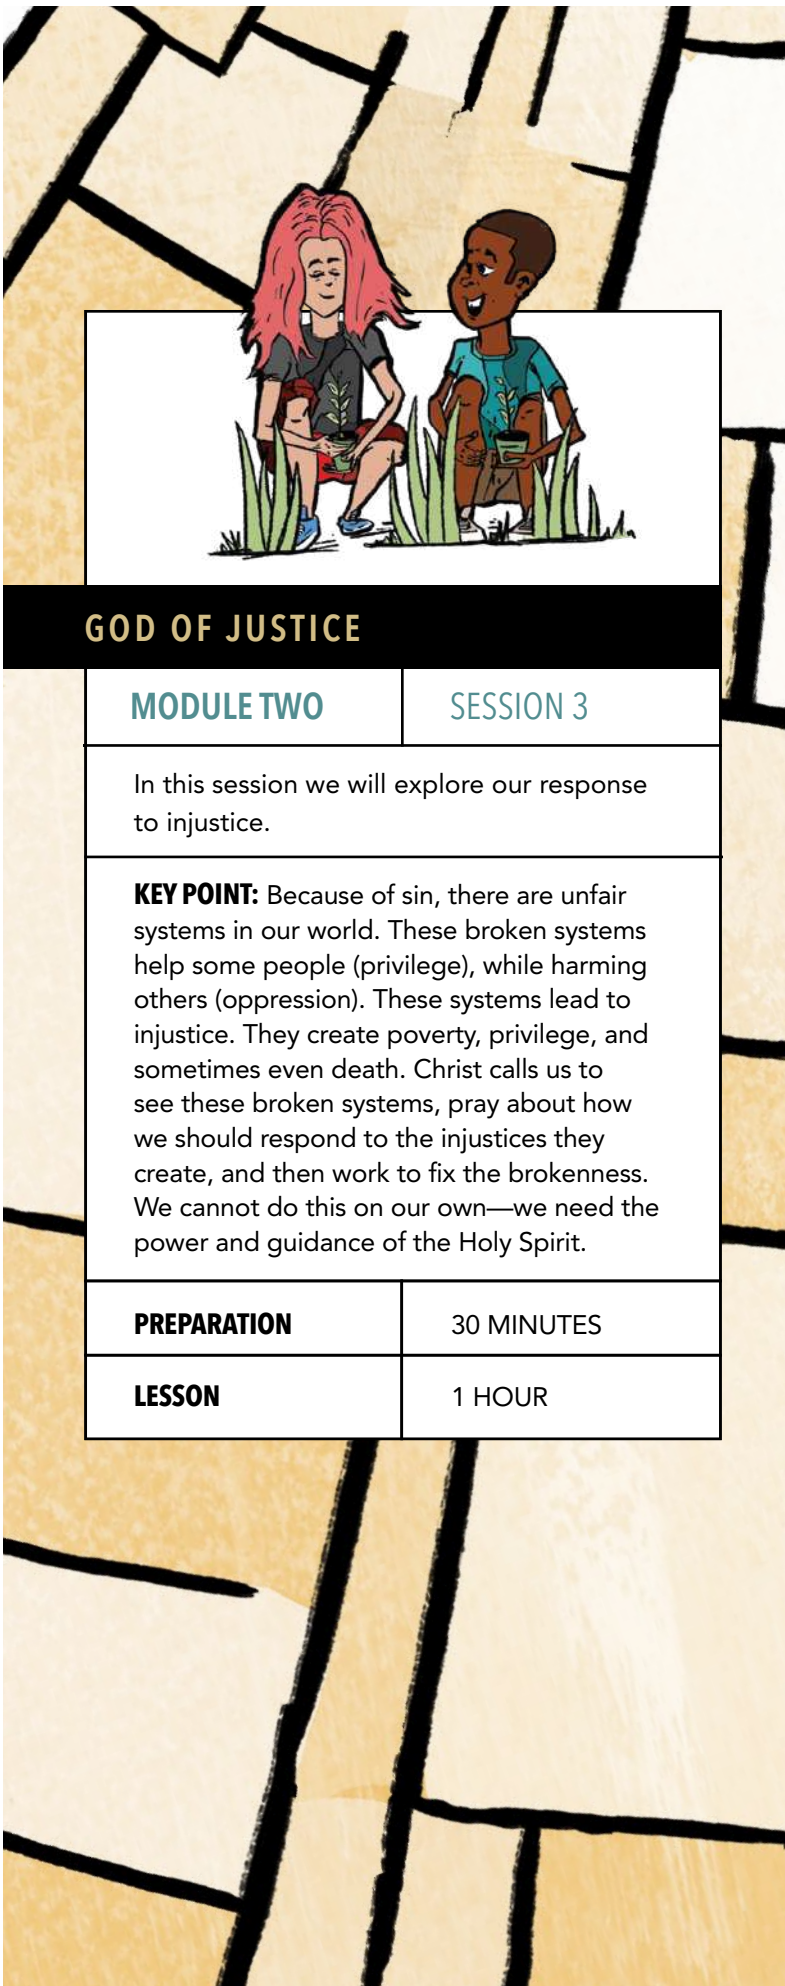 GOD OF JUSTICE
MODULE TWO
SESSION 3
In this session we will explore our response
to injustice.
KEY POINT: Because of sin, there are unfair
systems in our world. These broken systems
help some people (privilege), while harming
others (oppression). These systems lead to
injustice. They create poverty, privilege, and
sometimes even death. Christ calls us to
see these broken systems, pray about how
we should respond to the injustices they
create, and then work to fix the brokenness.
We cannot do this on our own—we need the
power and guidance of the Holy Spirit.
PREPARATION
30 MINUTES
LESSON
1 HOUR